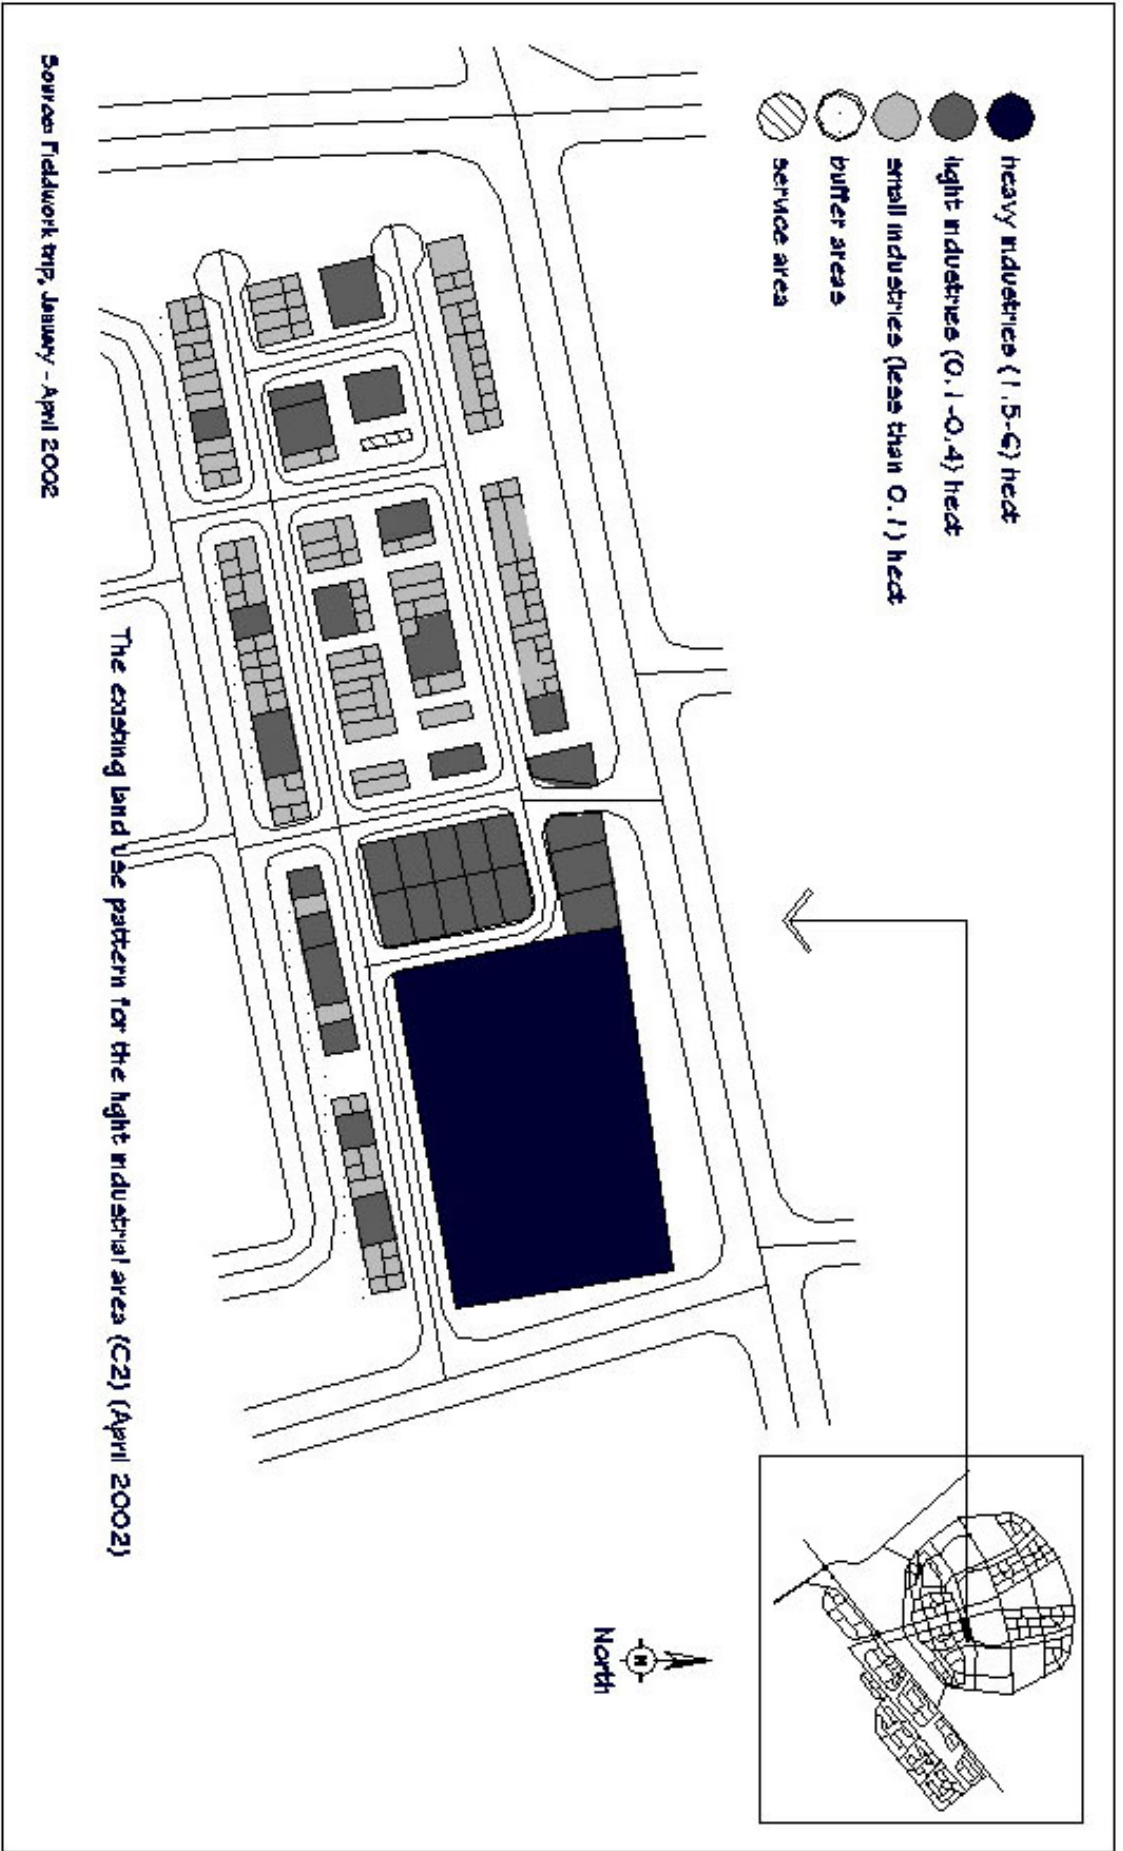 heavy industries (1.5-6) hect
light industries (0.1-0.4) hect
small industries (less than 0.1) hect
buffer areas
service area
N
North
The existing land use pattern for the light industrial area (C2) (April 2002)
Source: Fieldwork trip, January - April 2002